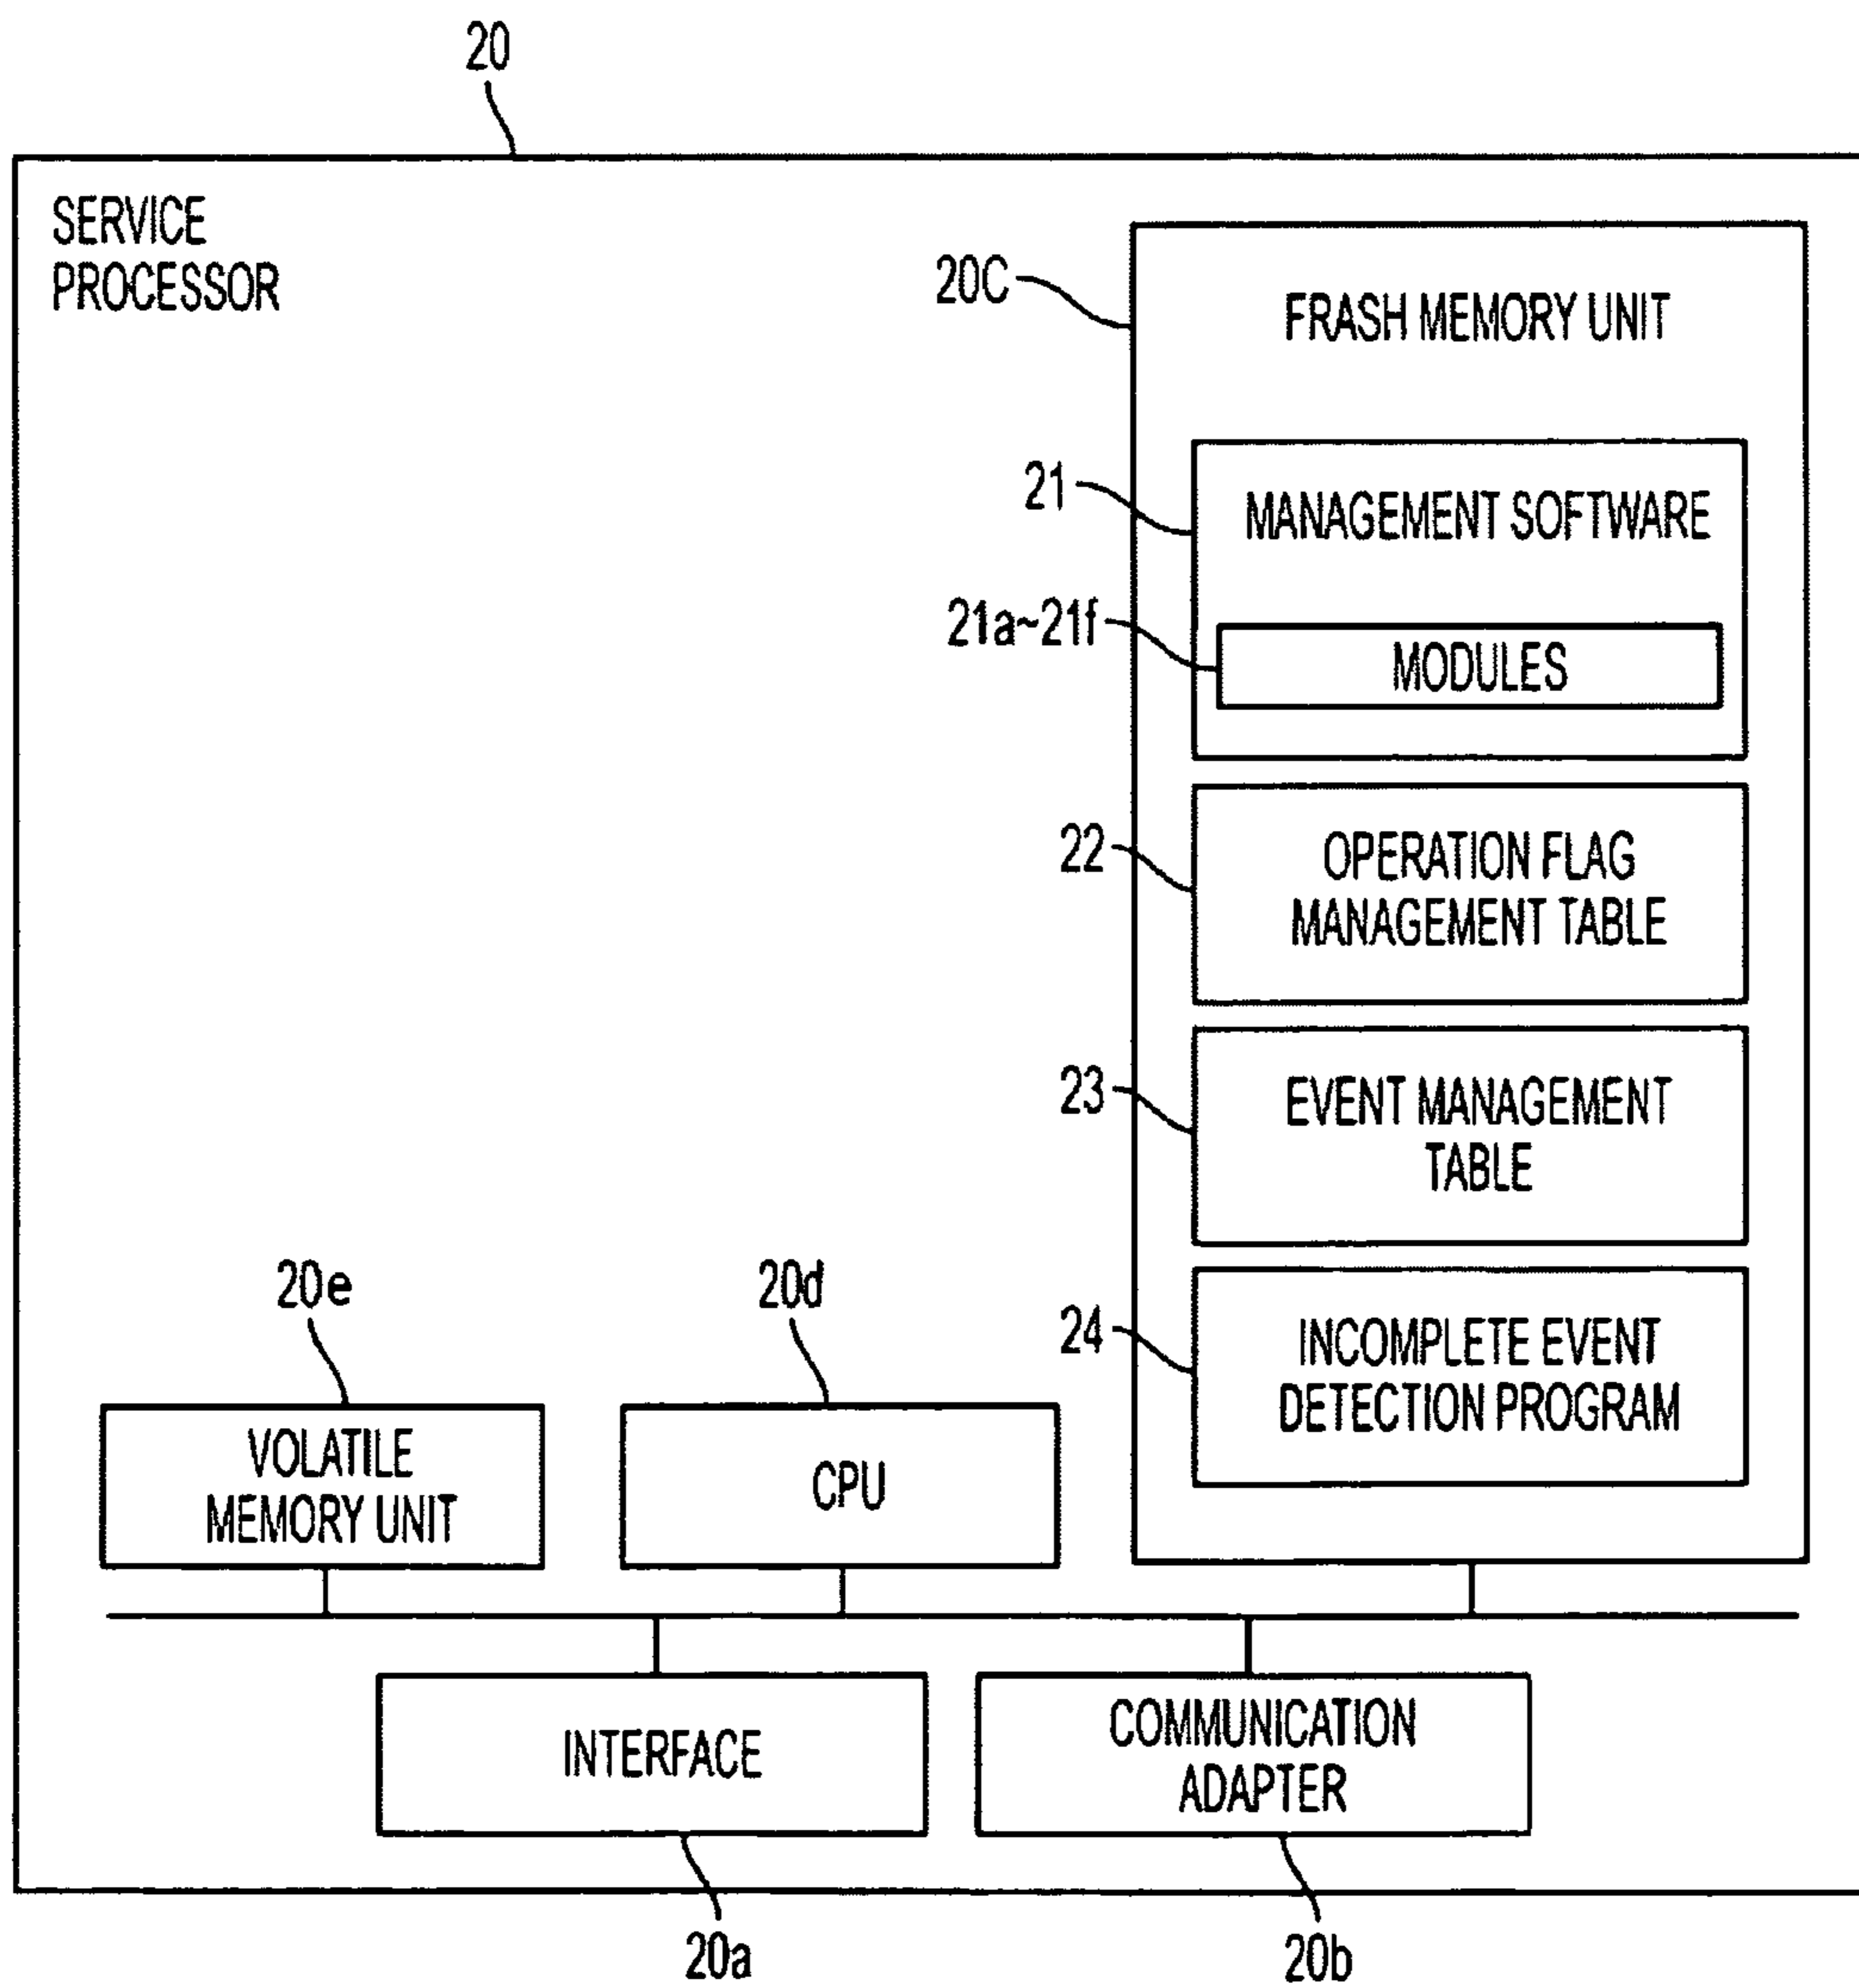 20
SERVICE
PROCESSOR
20C
FRASH MEMORY UNIT
21
MANAGEMENT SOFTWARE
21a~21f
MODULES
22
OPERATION FLAG
MANAGEMENT TABLE
23
EVENT MANAGEMENT
TABLE
24
INCOMPLETE EVENT
DETECTION PROGRAM
20e
VOLATILE
MEMORY UNIT
20d
CPU
INTERFACE
20a
COMMUNICATION
ADAPTER
20b